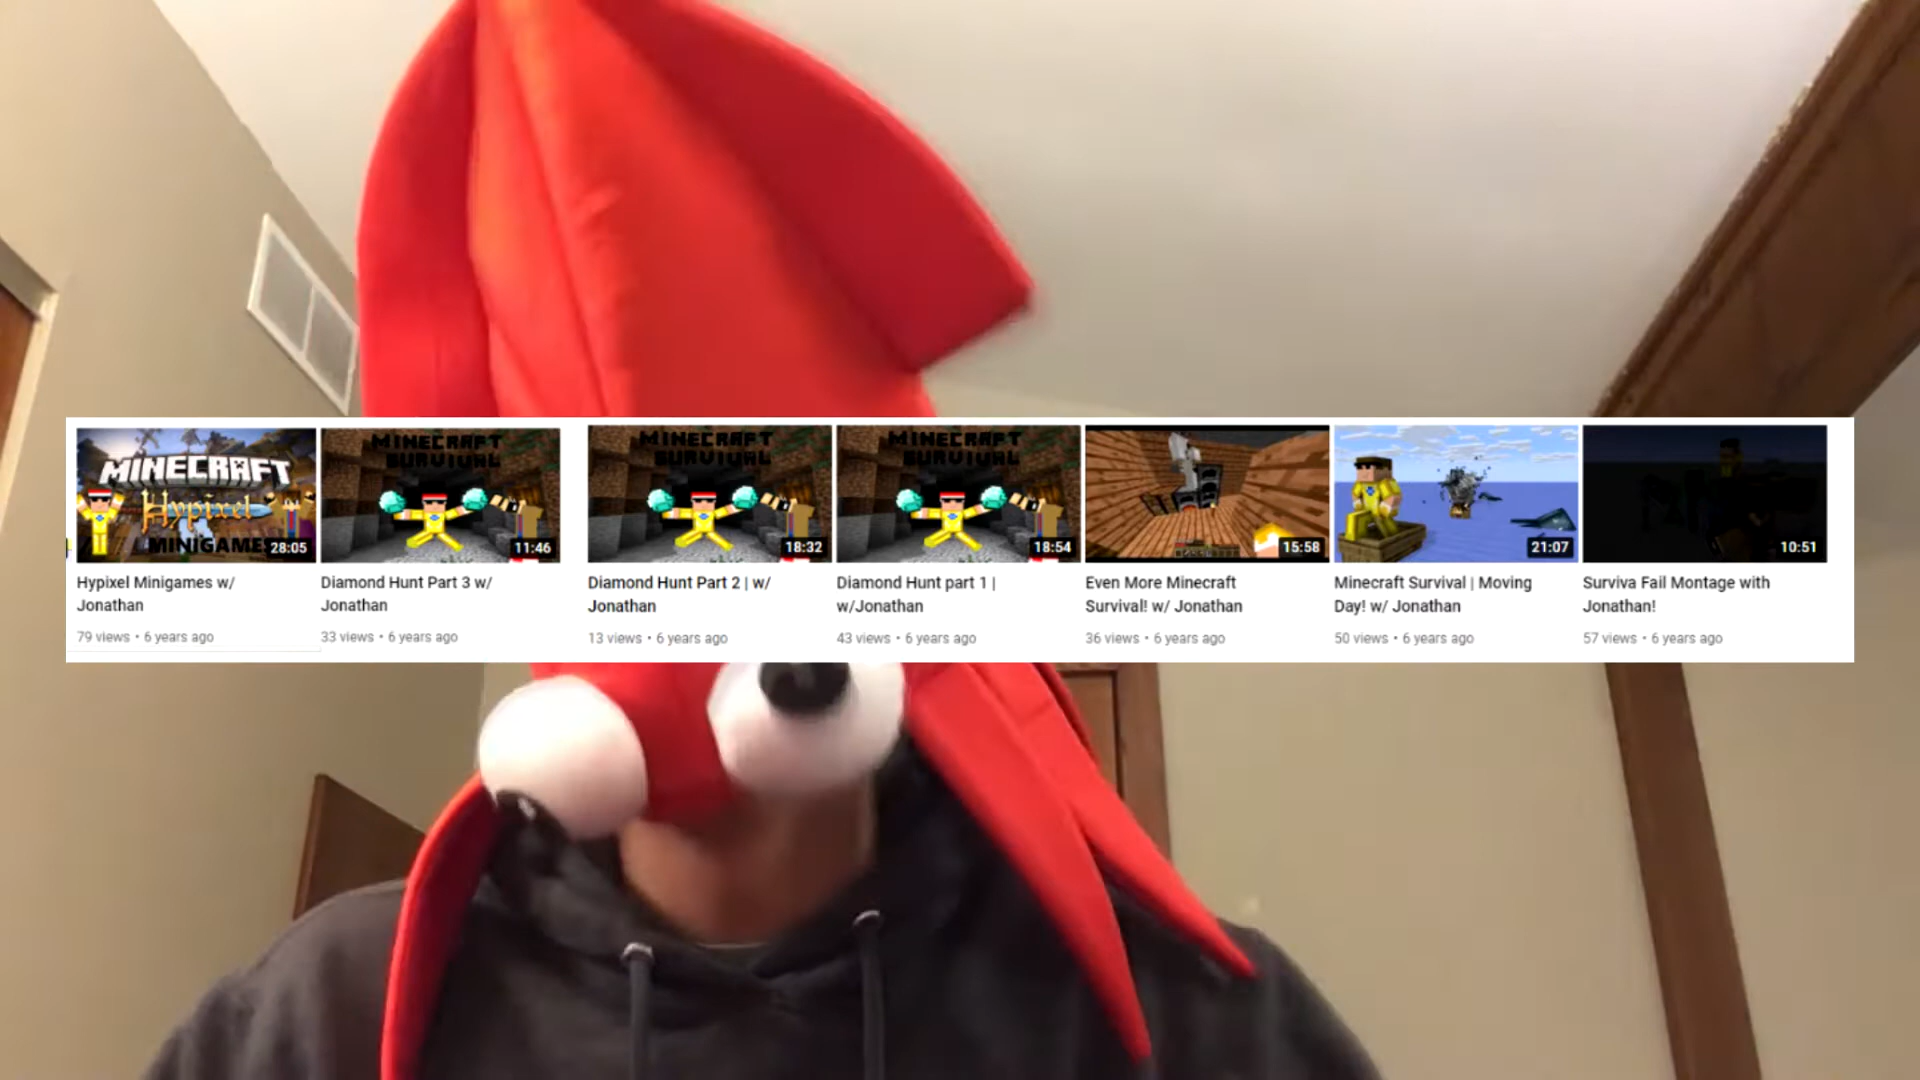 MINECRAFT
Hypixel
MINIGAMES
28:05
Hypixel Minigames w/
Jonathan
79 views • 6 years ago
MINECRAFT
SURVIVAL
11:46
Diamond Hunt Part 3 w/
Jonathan
33 views • 6 years ago
MINECRAFT
SURVIVAL
18:32
Diamond Hunt Part 2 | w/
Jonathan
13 views • 6 years ago
MINECRAFT
SURVIVAL
18:54
Diamond Hunt part 1 |
w/Jonathan
43 views • 6 years ago
15:58
Even More Minecraft
Survival! w/ Jonathan
36 views • 6 years ago
21:07
Minecraft Survival | Moving
Day! w/ Jonathan
50 views • 6 years ago
10:51
Surviva Fail Montage with
Jonathan!
57 views • 6 years ago